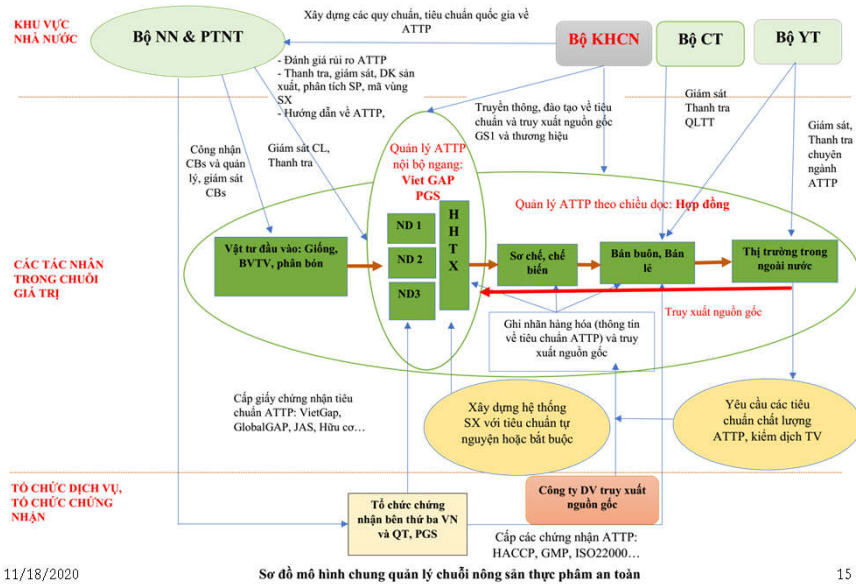 KHU VỰC
NHÀ NƯỚC
Bộ NN & PTNT
Xây dựng các quy chuẩn, tiêu chuẩn quốc gia về
ATTP
Bộ KHCN
Bộ CT
Bộ YT
- Đánh giá rủi ro ATTP
- Thanh tra, giám sát, DK sản
xuất, phân tích SP, mã vùng
SX
- Hướng dẫn về ATTP,
Truyền thông, đão tạo về tiêu
chuẩn và truy xuất nguồn gốc
GS1 và thương hiệu
Giám sát
Thanh tra
QLTT
Giám sát,
Thanh tra
chuyên
ngành
ATTP
Công nhận
CBs và quản
lý, giám sát
CBs
Giám sát CL,
Thanh tra
Quản lý ATTP
nội bộ ngang:
Viet GAP
PGS
Quản lý ATTP theo chiều dọc: Hợp đồng
CÁC TÁC NHÂN
TRONG CHUỖI
GIÁ TRỊ
Vật tư đầu vào: Giống,
BVTV, phân bón
ND 1
ND 2
ND3
H
H
T
X
Sơ chế, chế
biến
Bán buôn, Bán
lẻ
Thị trường trong
ngoài nước
Truy xuất nguồn gốc
Ghi nhãn hàng hóa (thông tin
về tiêu chuẩn ATTP) và truy
xuất nguồn gốc
Cấp giấy chứng nhận tiêu
chuẩn ATTP: VietGap,
GlobalGAP, JAS, Hữu cơ…
Xây dựng hệ thống
SX với tiêu chuẩn tự
nguyện hoặc bắt buộc
Yêu cầu các tiêu
chuẩn chất lượng
ATTP, kiểm dịch TV
TỔ CHỨC DỊCH VỤ,
TỔ CHỨC CHỨNG
NHẬN
Tổ chức chứng
nhận bên thứ ba VN
và QT, PGS
Công ty DV truy xuất
nguồn gốc
Cấp các chứng nhận ATTP:
HACCP, GMP, ISO22000…
11/18/2020
Sơ đồ mô hình chung quản lý chuỗi nông sản thực phâm an toàn
15